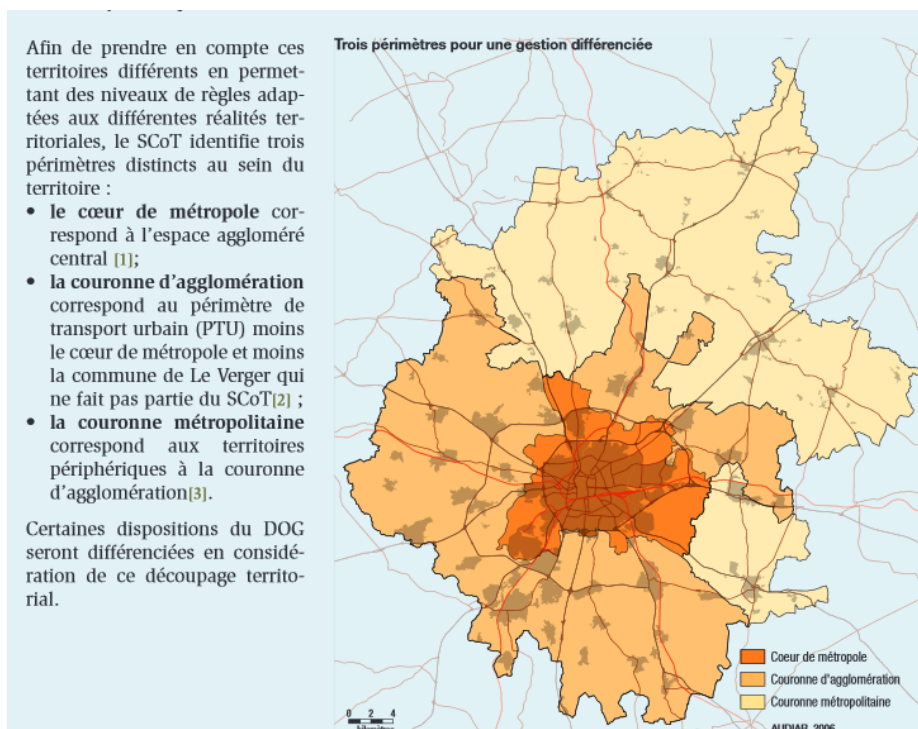 Afin de prendre en compte ces
territoires différents en permet-
tant des niveaux de règles adap-
tées aux différentes réalités ter-
ritoriales, le SCoT identifie trois
périmètres distincts au sein du
territoire :
• le cœur de métropole cor-
respond à l'espace aggloméré
central [1];
• la couronne d'agglomération
correspond au périmètre de
transport urbain (PTU) moins
le cœur de métropole et moins
la commune de Le Verger qui
ne fait pas partie du SCoT[2] ;
• la couronne métropolitaine
correspond aux territoires
périphériques à la couronne
d'agglomération[3].
Certaines dispositions du DOG
seront différenciées en considé-
ration de ce découpage territo-
rial.
Trois périmètres pour une gestion différenciée
Coeur de métropole
Couronne d'agglomération
Couronne métropolitaine
0 2 4
kilomètres
AUDIAR, 2006